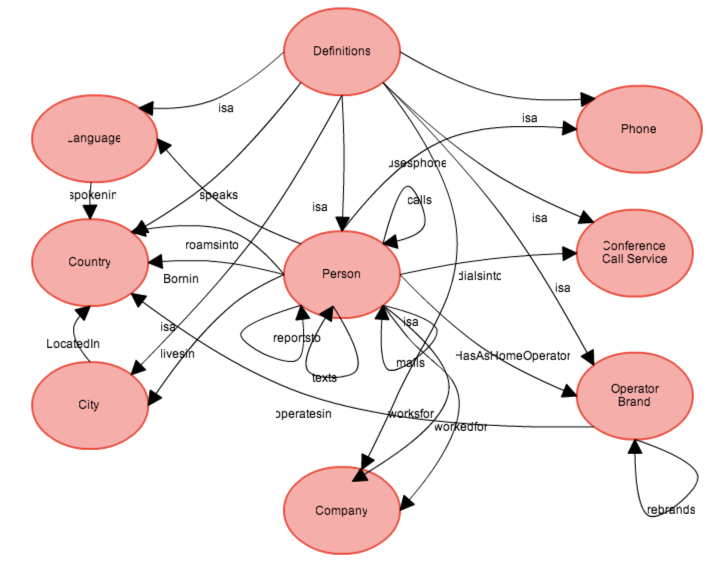 Definitions
isa
isa
Phone
Language
usesphone
spokenin
speaks
calls
isa
isa
roamsinto
Conference
Call Service
Country
Person
Bornin
dialsintc
isa
isa
isa
reportsto
LocatedIn
livesin
mails
HasAsHomeOperator
texts
Operator
Brand
City
operatesin
worksfor
workedfor
Company
rebrands